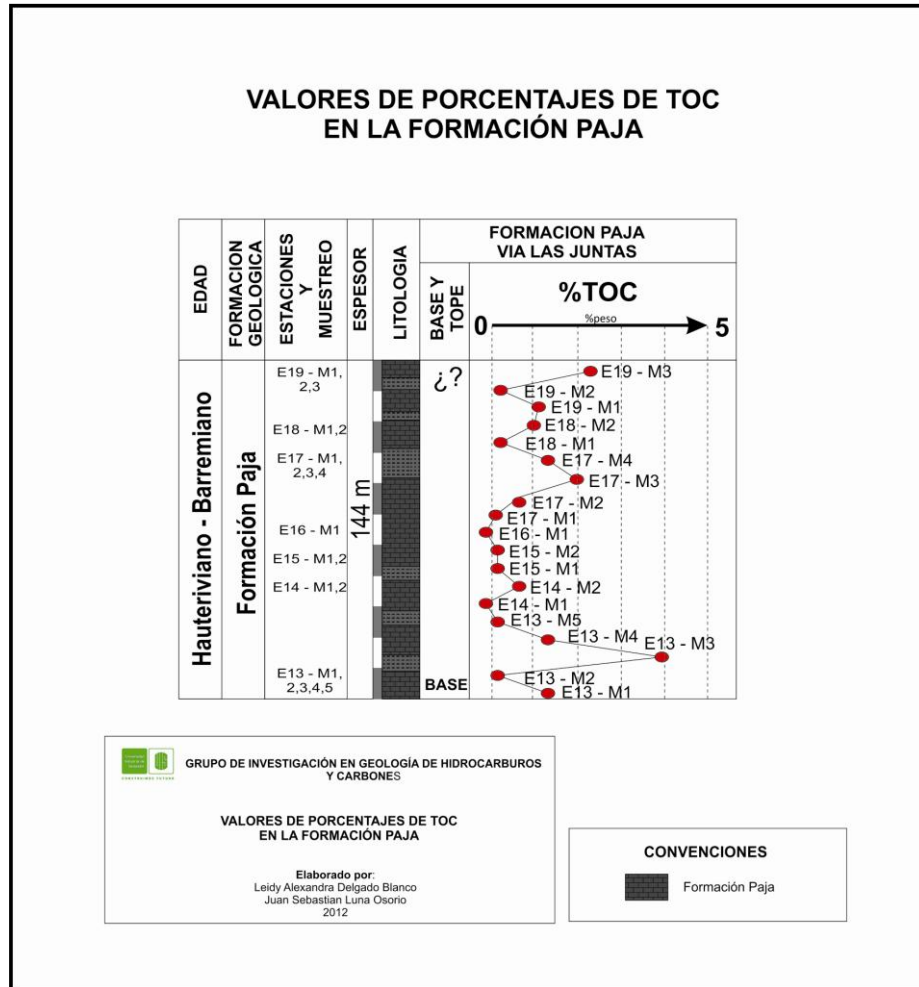 VALORES DE PORCENTAJES DE TOC
EN LA FORMACIÓN PAJA
EDAD
FORMACION
GEOLOGICA
ESTACIONES
Y
MUESTREO
ESPESOR
LITOLOGIA
BASE Y
TOPE
FORMACION PAJA
VIA LAS JUNTAS
%TOC
%peso
0
5
Hauteriviano - Barremiano
Formación Paja
E19 - M1,
2,3
E18 - M1,2
E17 - M1,
2,3,4
E16 - M1
E15 - M1,2
E14 - M1,2
E13 - M1,
2,3,4,5
144 m
¿?
BASE
E19 - M3
E19 - M2
E19 - M1
E18 - M2
E18 - M1
E17 - M4
E17 - M3
E17 - M2
E17 - M1
E16 - M1
E15 - M2
E15 - M1
E14 - M2
E14 - M1
E13 - M5
E13 - M4
E13 - M3
E13 - M2
E13 - M1
GRUPO DE INVESTIGACIÓN EN GEOLOGÍA DE HIDROCARBUROS
Y CARBONES
VALORES DE PORCENTAJES DE TOC
EN LA FORMACIÓN PAJA
Elaborado por:
Leidy Alexandra Delgado Blanco
Juan Sebastian Luna Osorio
2012
CONVENCIONES
Formación Paja